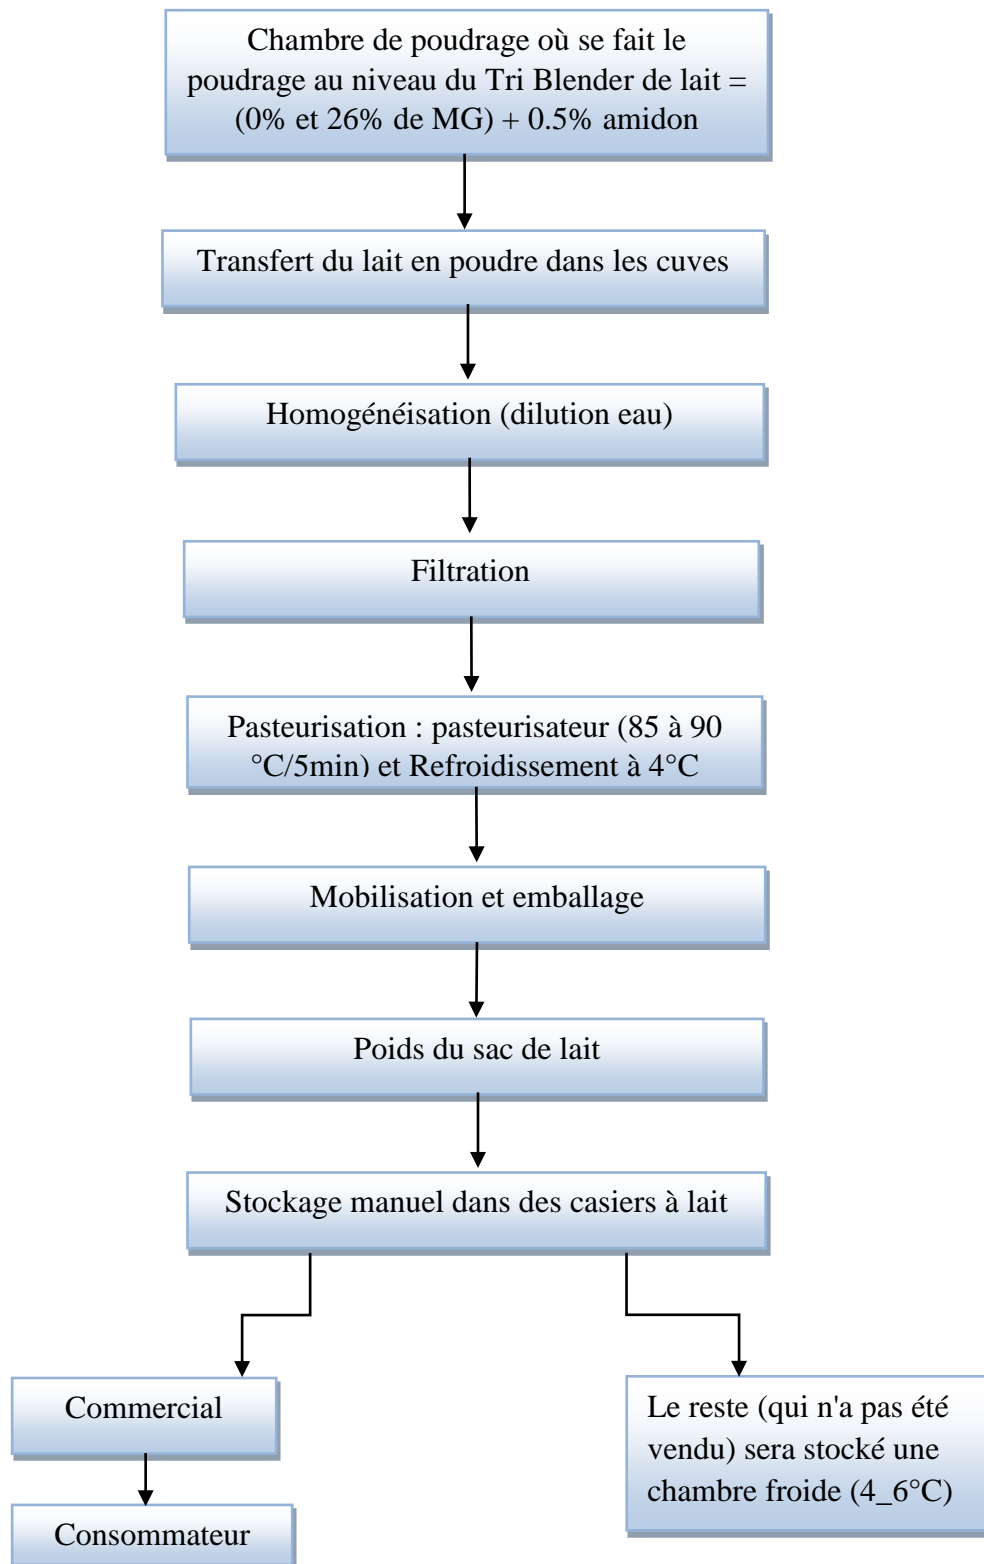 Chambre de poudrage où se fait le
poudrage au niveau du Tri Blender de lait =
(0% et 26% de MG) + 0.5% amidon
Transfert du lait en poudre dans les cuves
Homogénéisation (dilution eau)
Filtration
Pasteurisation : pasteurisateur (85 à 90
°C/5min) et Refroidissement à 4°C
Mobilisation et emballage
Poids du sac de lait
Stockage manuel dans des casiers à lait
Commercial
Consommateur
Le reste (qui n'a pas été
vendu) sera stocké une
chambre froide (4_6°C)